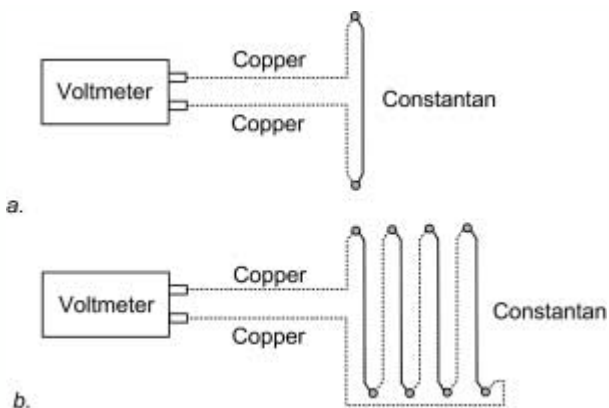 Copper
Voltmeter
Constantan
Copper
a.
Copper
Voltmeter
Constantan
Copper
b.